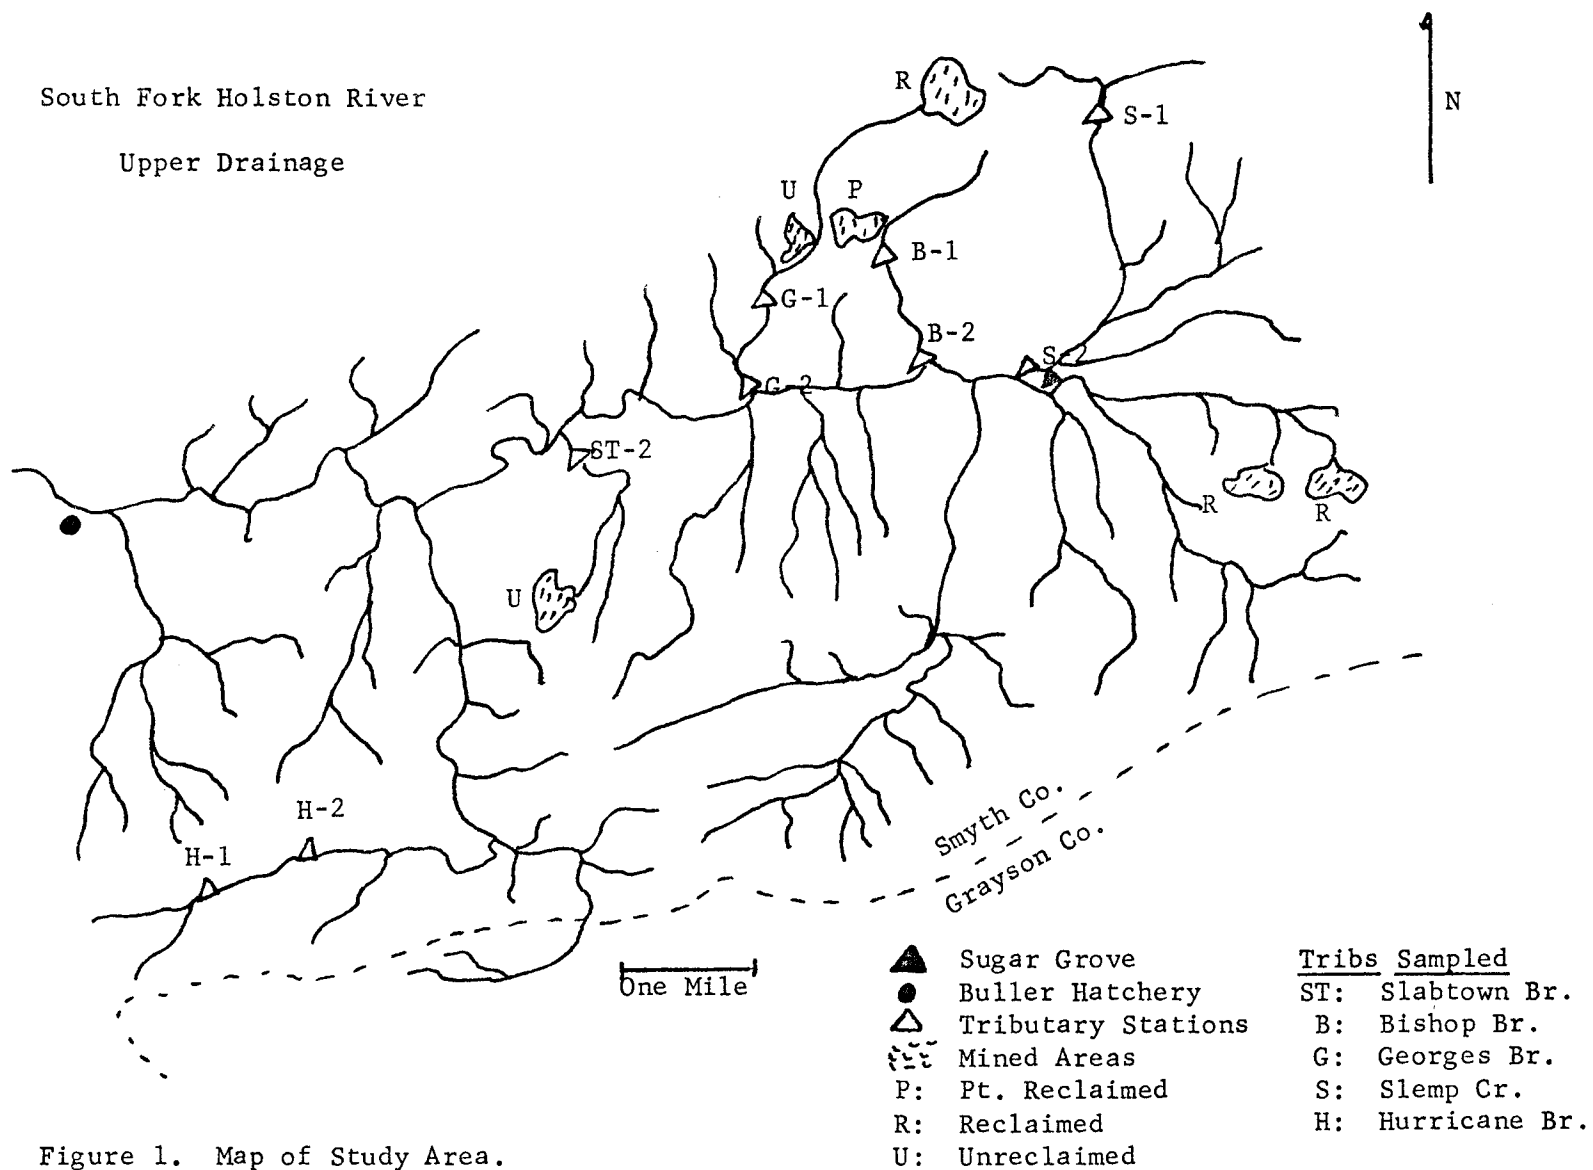 South Fork Holston River
Upper Drainage
N
R
S-1
U
P
B-1
G-1
B-2
S-2
G-2
ST-2
R
R
U
H-2
H-1
Smyth Co.
Grayson Co.
One Mile
Sugar Grove
Buller Hatchery
Tributary Stations
Mined Areas
P: Pt. Reclaimed
R: Reclaimed
U: Unreclaimed
Tribs Sampled
ST: Slabtown Br.
B: Bishop Br.
G: Georges Br.
S: Slemp Cr.
H: Hurricane Br.
Figure 1. Map of Study Area.